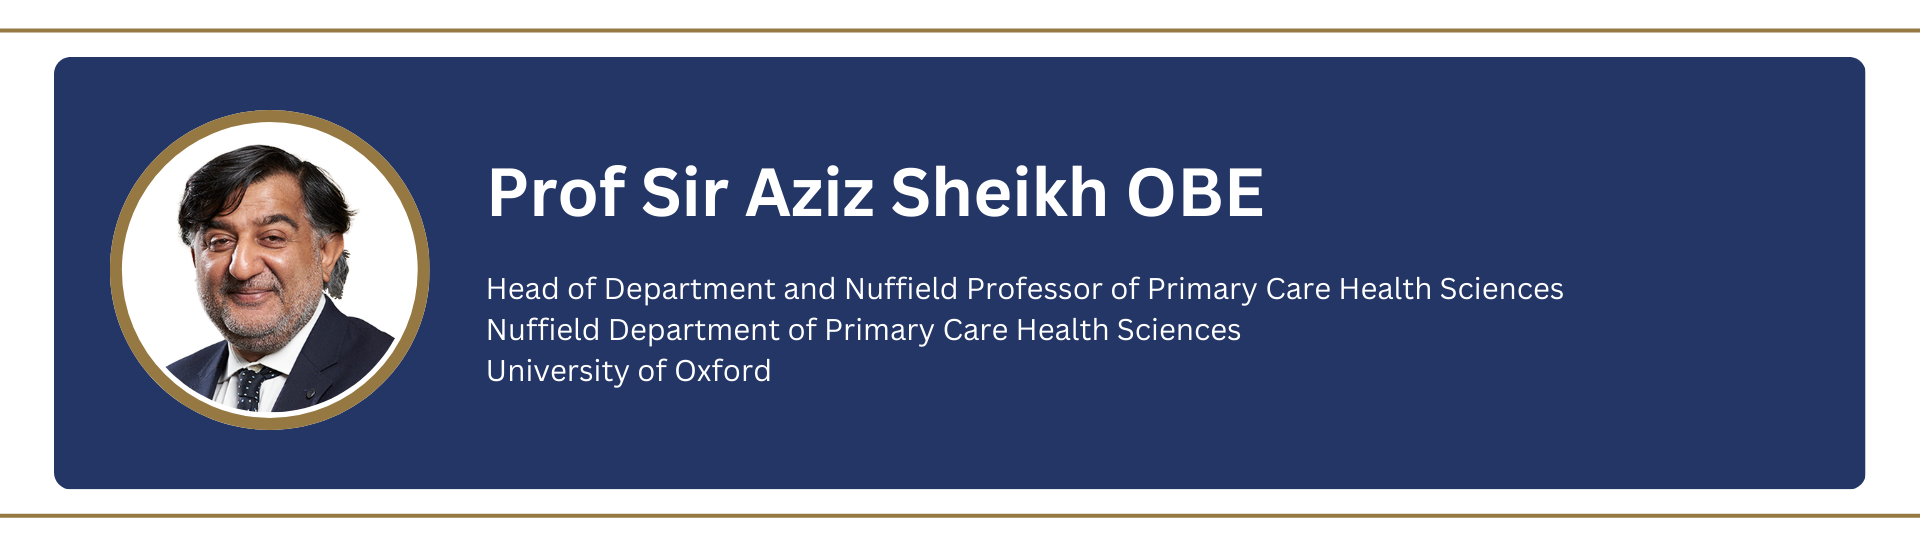 Prof Sir Aziz Sheikh OBE
Head of Department and Nuffield Professor of Primary Care Health Sciences
Nuffield Department of Primary Care Health Sciences
University of Oxford